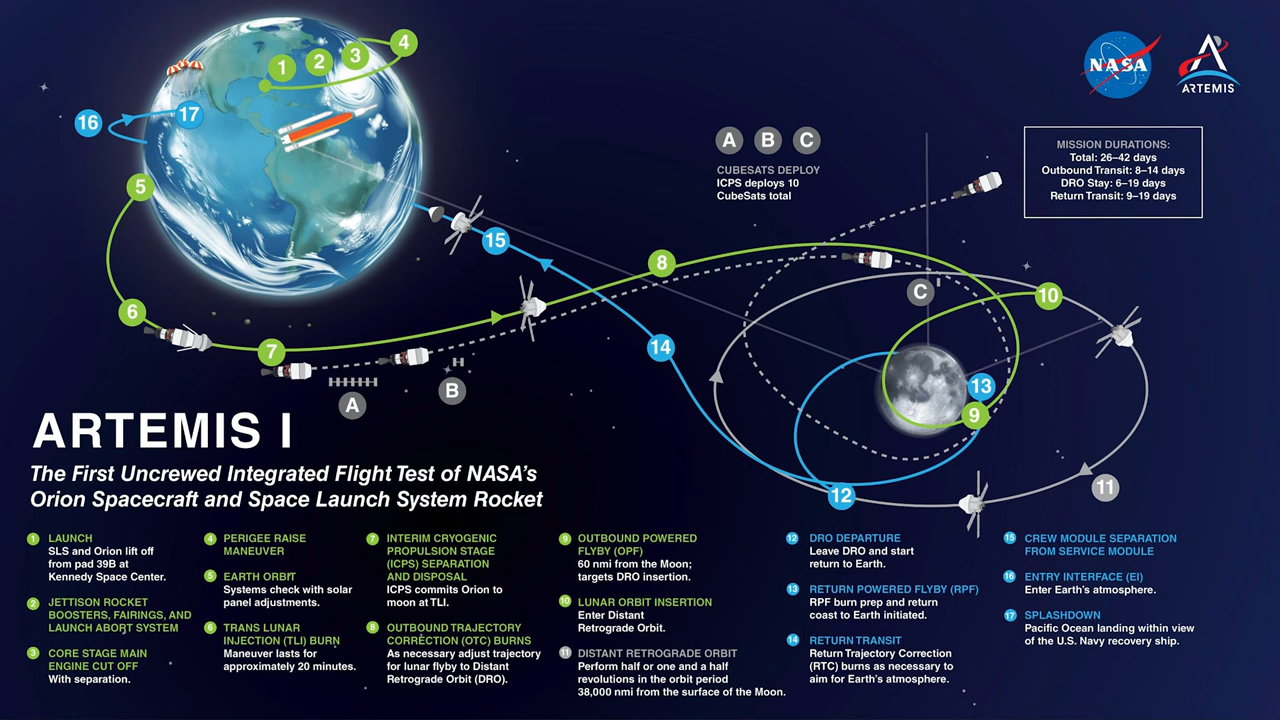 4
3
2
1
NASA
ARTEMIS
17
16
A B C
CUBESATS DEPLOY
ICPS deploys 10
CubeSats total
MISSION DURATIONS:
Total: 26–42 days
Outbound Transit: 8–14 days
DRO Stay: 6–19 days
Return Transit: 9–19 days
5
15
8
C
10
6
7
14
A
B
13
9
12
11
ARTEMIS I
The First Uncrewed Integrated Flight Test of NASA's
Orion Spacecraft and Space Launch System Rocket
1 LAUNCH
SLS and Orion lift off
from pad 39B at
Kennedy Space Center.
2 JETTISON ROCKET
BOOSTERS, FAIRINGS, AND
LAUNCH ABORT SYSTEM
3 CORE STAGE MAIN
ENGINE CUT OFF
With separation.
4 PERIGEE RAISE
MANEUVER
5 EARTH ORBIT
Systems check with solar
panel adjustments.
6 TRANS LUNAR
INJECTION (TLI) BURN
Maneuver lasts for
approximately 20 minutes.
7 INTERIM CRYOGENIC
PROPULSION STAGE
(ICPS) SEPARATION
AND DISPOSAL
ICPS commits Orion to
moon at TLI.
8 OUTBOUND TRAJECTORY
CORRECTION (OTC) BURNS
As necessary adjust trajectory
for lunar flyby to Distant
Retrograde Orbit (DRO).
9 OUTBOUND POWERED
FLYBY (OPF)
60 nmi from the Moon;
targets DRO insertion.
10 LUNAR ORBIT INSERTION
Enter Distant
Retrograde Orbit.
11 DISTANT RETROGRADE ORBIT
Perform half or one and a half
revolutions in the orbit period
38,000 nmi from the surface of the Moon.
12 DRO DEPARTURE
Leave DRO and start
return to Earth.
13 RETURN POWERED FLYBY (RPF)
RPF burn prep and return
coast to Earth initiated.
14 RETURN TRANSIT
Return Trajectory Correction
(RTC) burns as necessary to
aim for Earth's atmosphere.
15 CREW MODULE SEPARATION
FROM SERVICE MODULE
16 ENTRY INTERFACE (EI)
Enter Earth's atmosphere.
17 SPLASHDOWN
Pacific Ocean landing within view
of the U.S. Navy recovery ship.